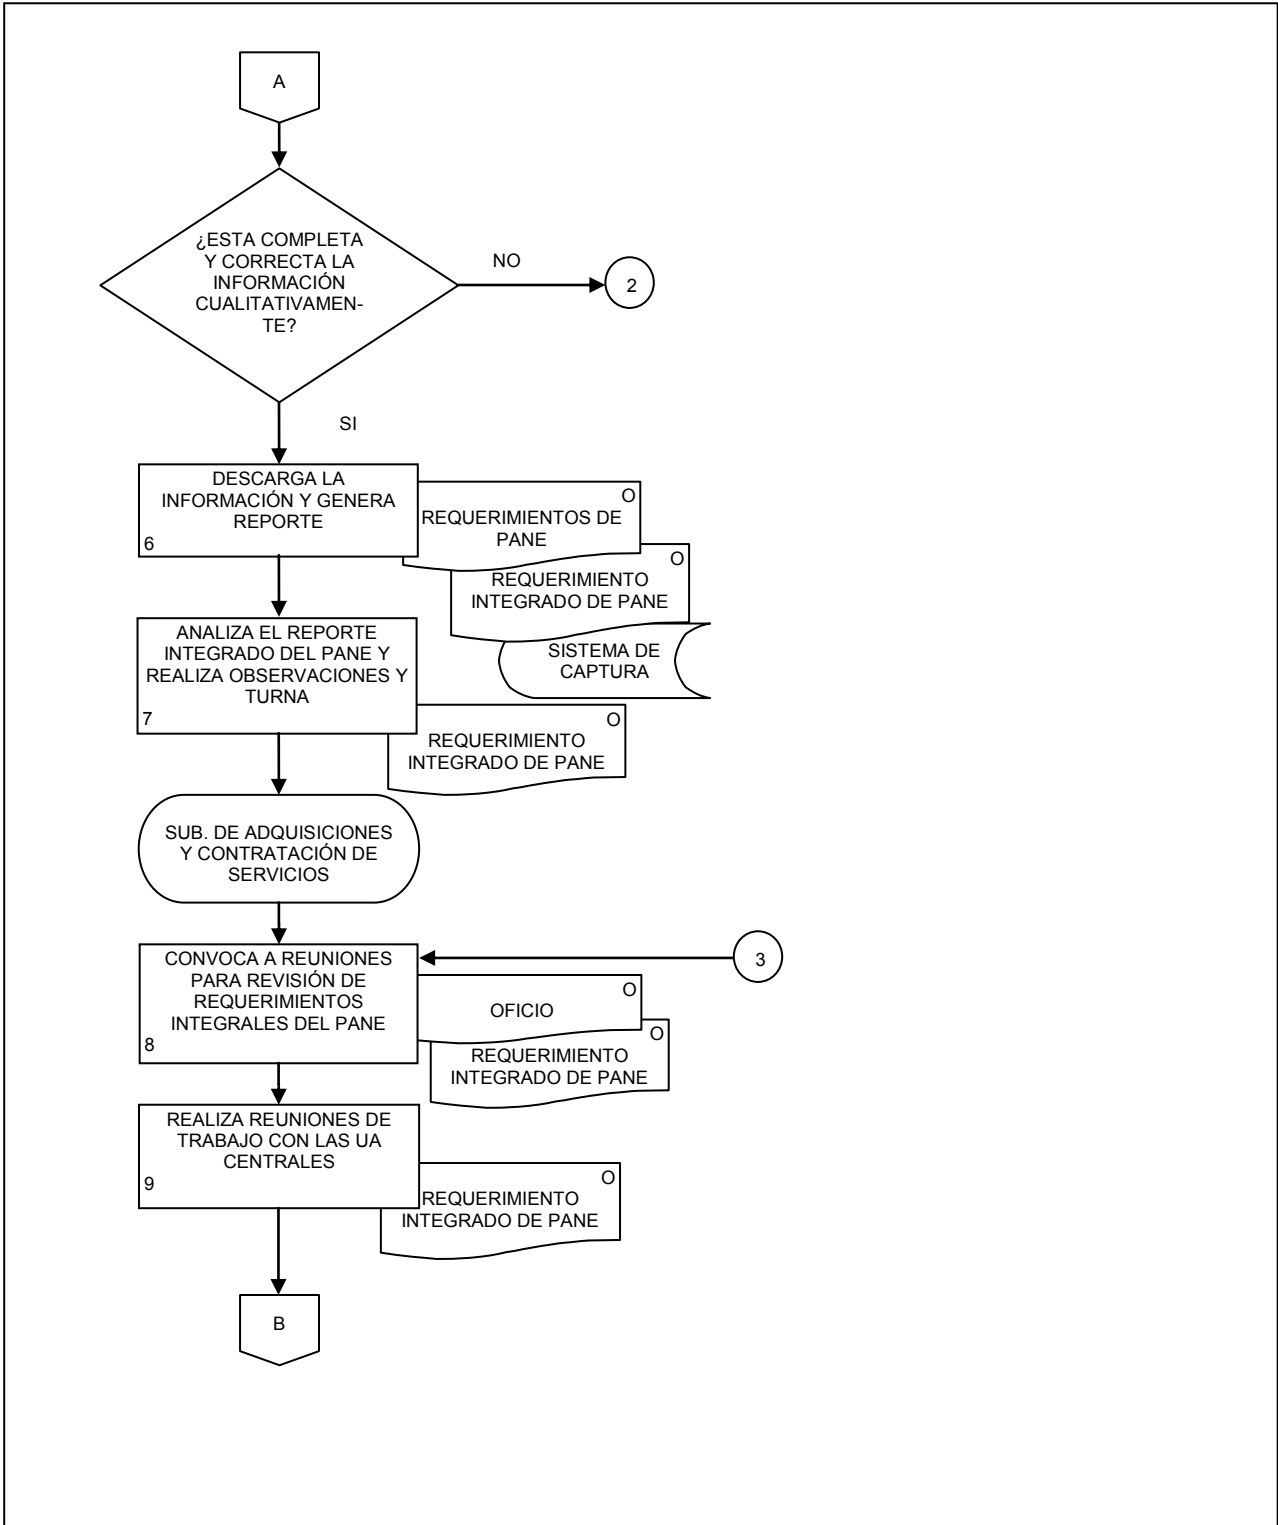 A
¿ESTA COMPLETA
Y CORRECTA LA
INFORMACIÓN
CUALITATIVAMEN-
TE?
NO
2
SI
DESCARGA LA
INFORMACIÓN Y GENERA
REPORTE
6
O
REQUERIMIENTOS DE
PANE
O
REQUERIMIENTO
INTEGRADO DE PANE
SISTEMA DE
CAPTURA
ANALIZA EL REPORTE
INTEGRADO DEL PANE Y
REALIZA OBSERVACIONES Y
TURNA
7
O
REQUERIMIENTO
INTEGRADO DE PANE
SUB. DE ADQUISICIONES
Y CONTRATACIÓN DE
SERVICIOS
CONVOCA A REUNIONES
PARA REVISIÓN DE
REQUERIMIENTOS
INTEGRALES DEL PANE
8
3
O
OFICIO
O
REQUERIMIENTO
INTEGRADO DE PANE
REALIZA REUNIONES DE
TRABAJO CON LAS UA
CENTRALES
9
O
REQUERIMIENTO
INTEGRADO DE PANE
B